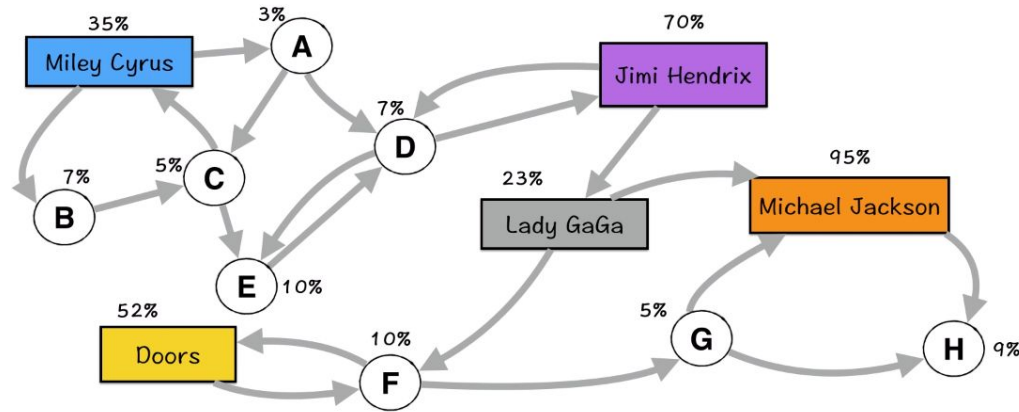 35%
Miley Cyrus
3%
A
70%
Jimi Hendrix
7%
D
7%
B
5%
C
23%
Lady GaGa
95%
Michael Jackson
E
10%
52%
Doors
10%
F
5%
G
H
9%